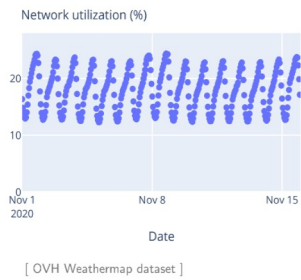 Network utilization (%)
20
10
0
Nov 1
2020
Nov 8
Nov 15
Date
[ OVH Weathermap dataset ]